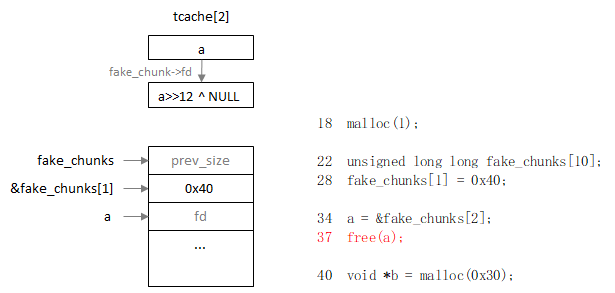 tcache[2]
a
fake_chunk->fd
a>>12 ^ NULL
fake_chunks
prev_size
&fake_chunks[1]
0x40
a
fd
...
18 malloc(1);
22 unsigned long long fake_chunks[10];
28 fake_chunks[1] = 0x40;
34 a = &fake_chunks[2];
37 free(a);
40 void *b = malloc(0x30);